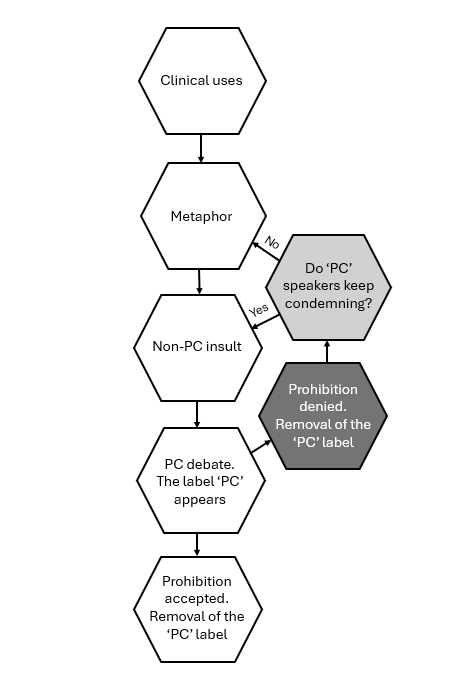 Clinical uses
Metaphor
No
Do ‘PC’
speakers keep
condemning?
Yes
Non-PC insult
Prohibition
denied.
Removal of the
‘PC’ label
PC debate.
The label ‘PC’
appears
Prohibition
accepted.
Removal of the
‘PC’ label